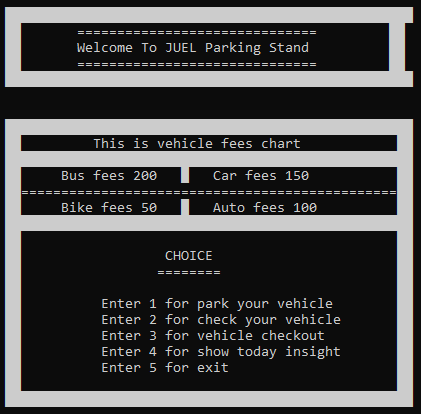 ==============================
Welcome To JUEL Parking Stand
==============================
This is vehicle fees chart
Bus fees 200 Car fees 150
===============================================
Bike fees 50 Auto fees 100
CHOICE
========
Enter 1 for park your vehicle
Enter 2 for check your vehicle
Enter 3 for vehicle checkout
Enter 4 for show today insight
Enter 5 for exit